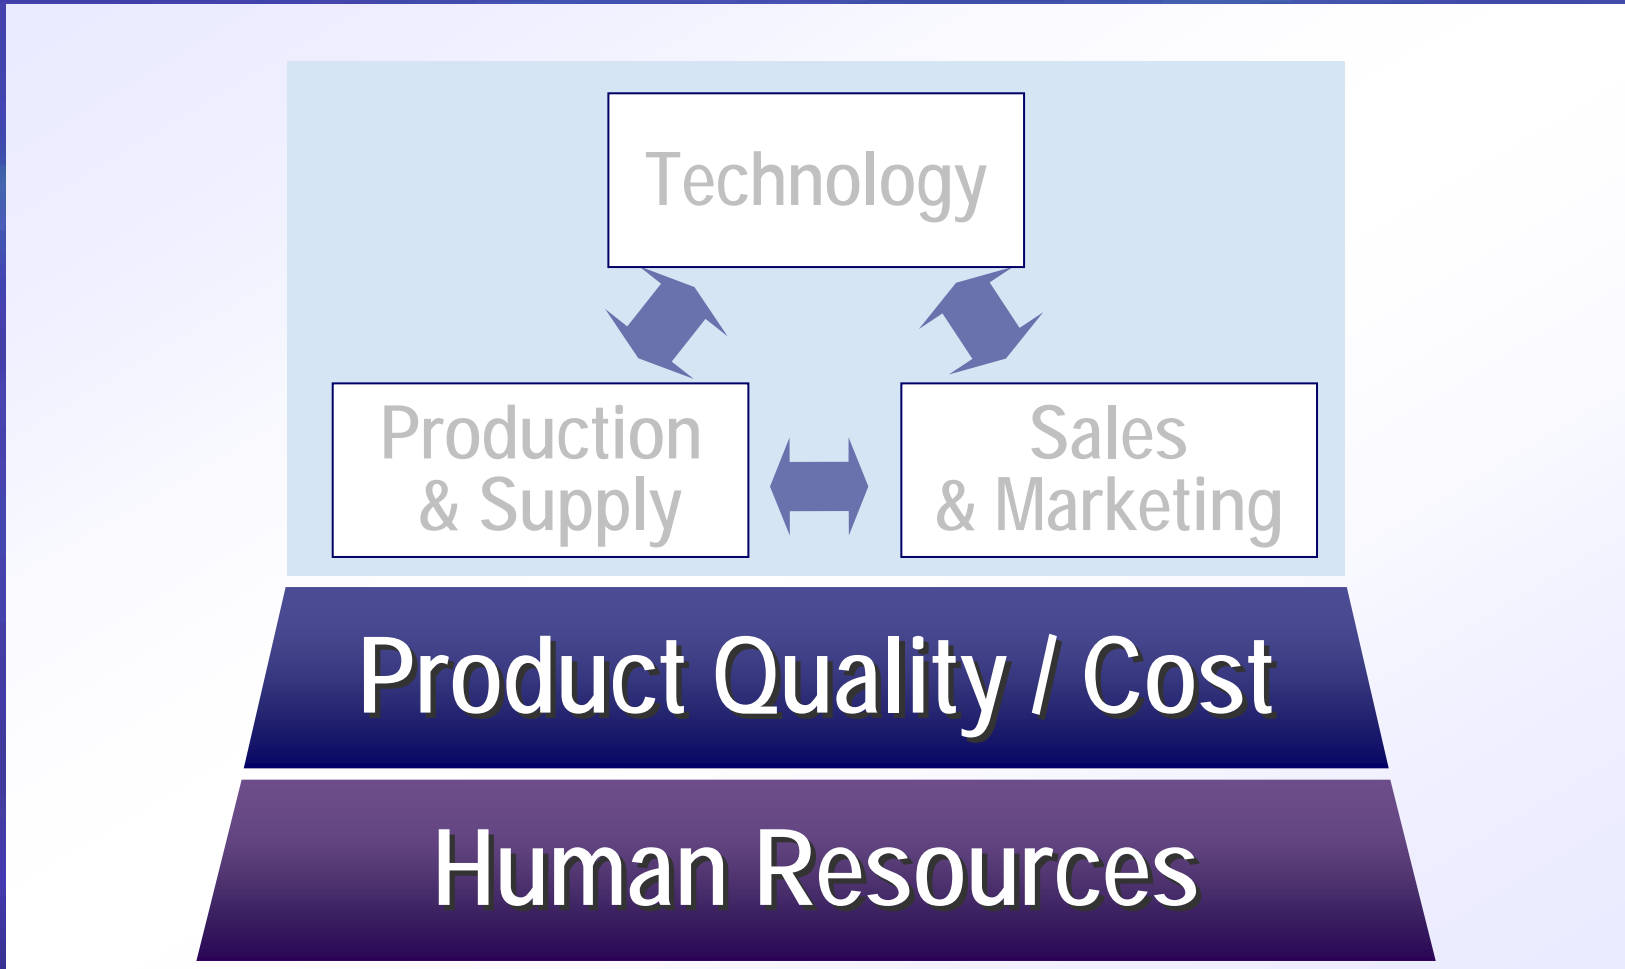 Technology
Production
& Supply
Sales
& Marketing
Product Quality / Cost
Human Resources